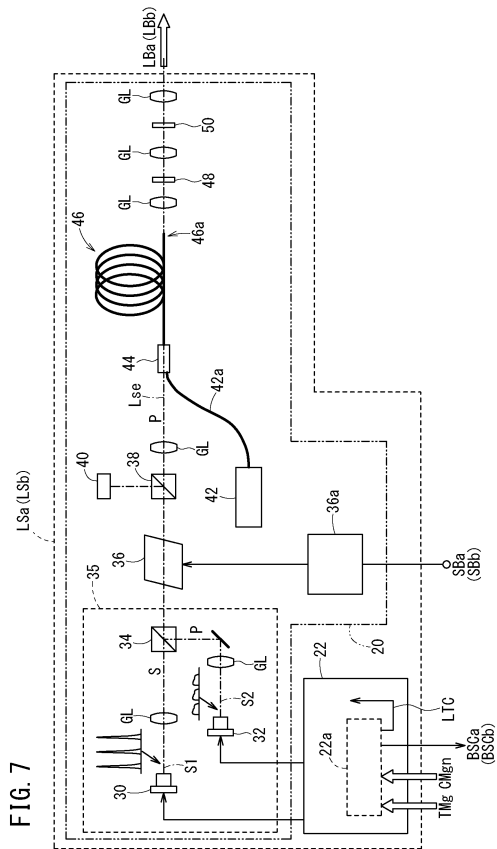 FIG. 7
LSa (LSb)
LBa (LBb)
GL
50
GL
48
GL
46
46a
44
Lse
42a
P
GL
40
38
42
36
36a
SBa
(SBb)
35
34
S
P
GL
GL
S1
S2
30
32
20
22
22a
LTC
BSCa
(BSCb)
TMg
CMgn